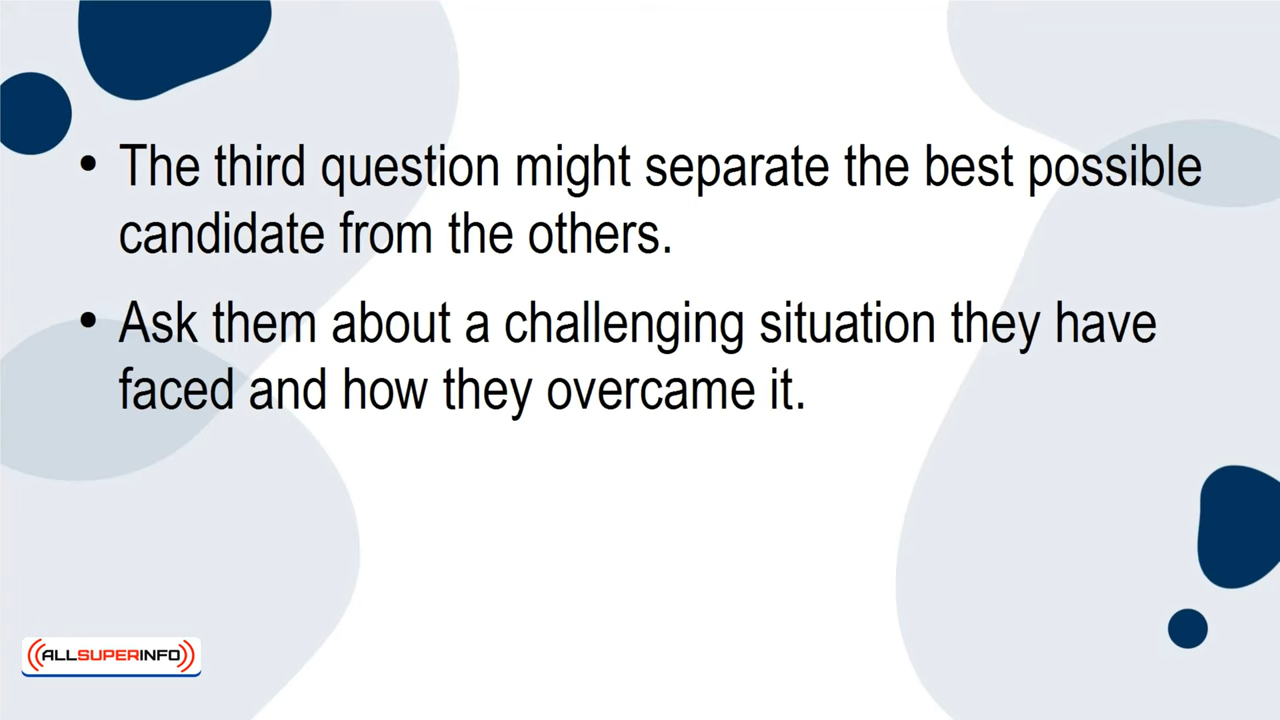 • The third question might separate the best possible
candidate from the others.
• Ask them about a challenging situation they have
faced and how they overcame it.
ALLSUPERINFO